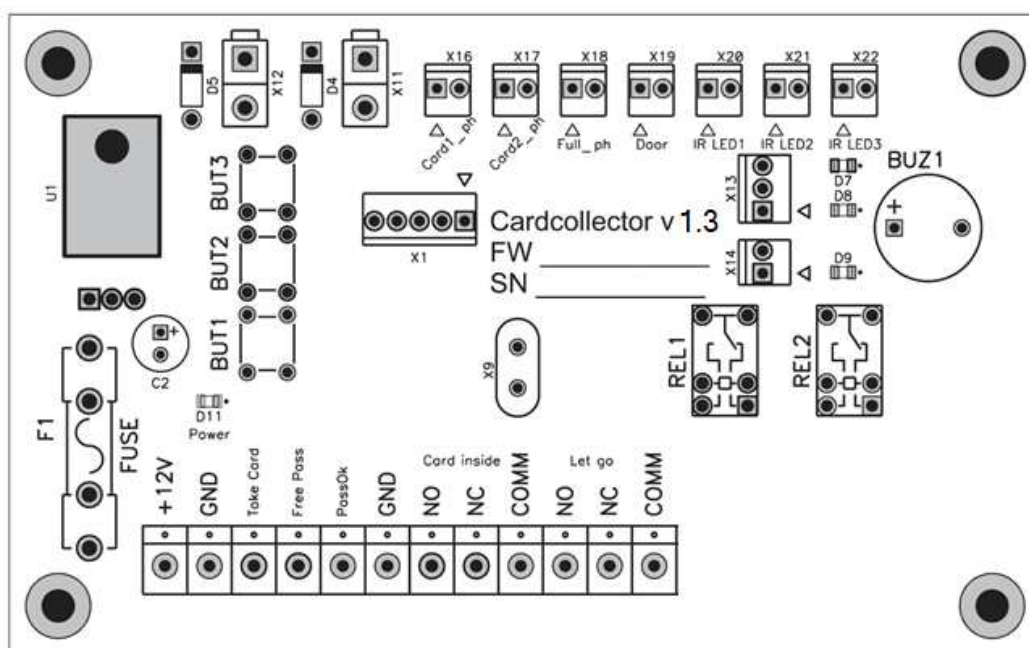 X16 X17 X18 X19 X20 X21 X22
D5 X12 D4 X11
Card1_ph Card2_ph Full_ph Door IR LED1 IR LED2 IR LED3
U1
BUT3
X13
D7
BUZ1
D8
+
X1
Cardcollector v 1.3
FW
SN
X14
D9
BUT2
BUT1
+
C2
X9
REL1
REL2
D11
Power
F1
FUSE
Card inside
Let go
+12V GND Take Card Free Pass PassOk GND NO NC COMM NO NC COMM